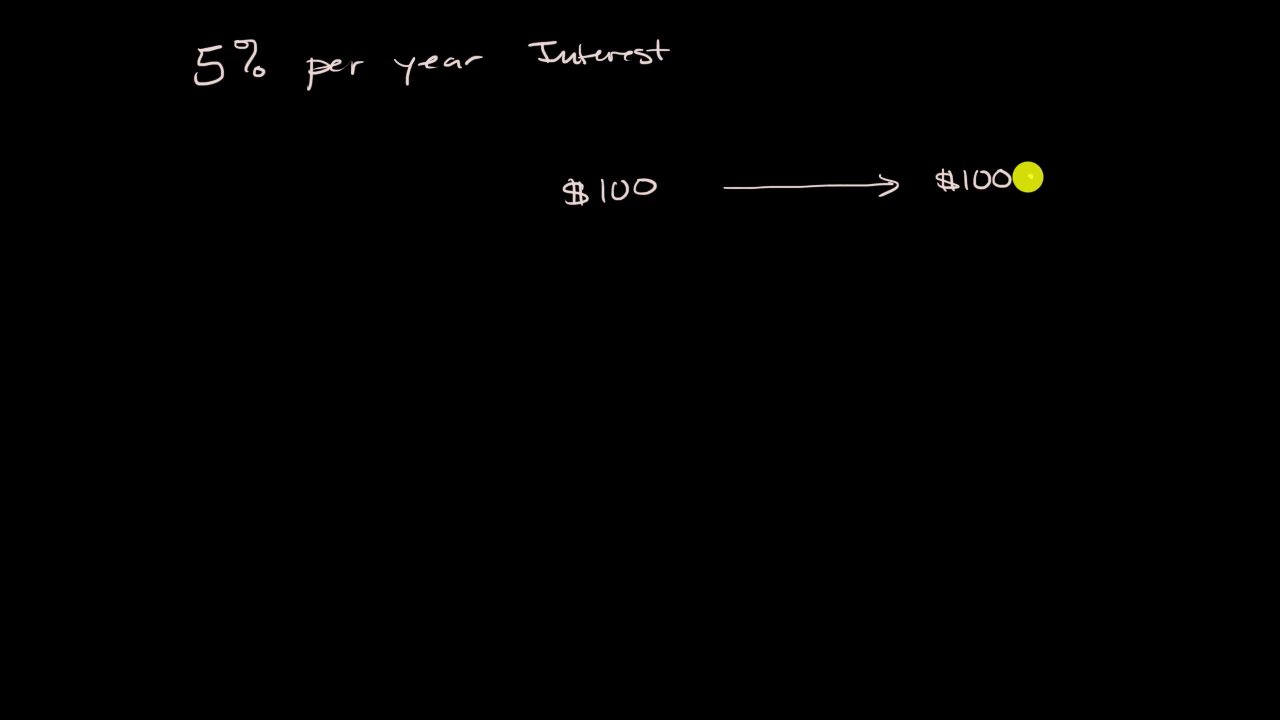 5% per year Interest
$100 → $100